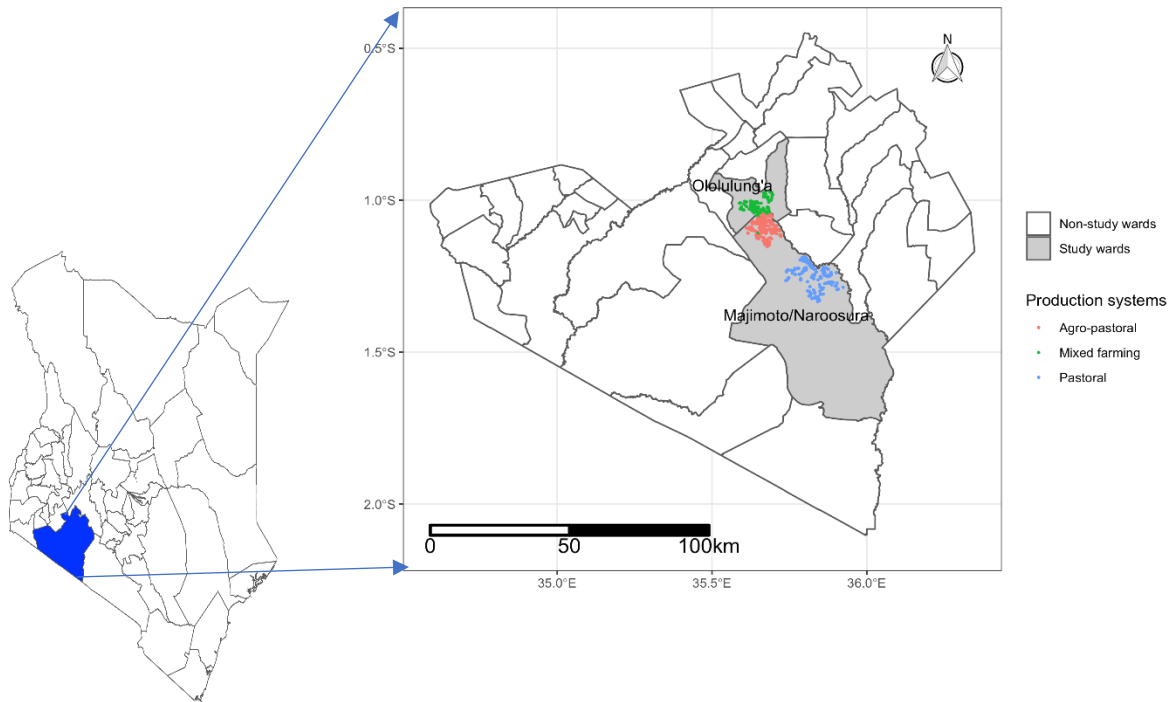 N
0.5°S
1.0°S
1.5°S
2.0°S
Ololulung'a
Majimoto/Naroosura
0 50 100km
35.0°E 35.5°E 36.0°E
Non-study wards
Study wards
Production systems
Agro-pastoral
Mixed farming
Pastoral